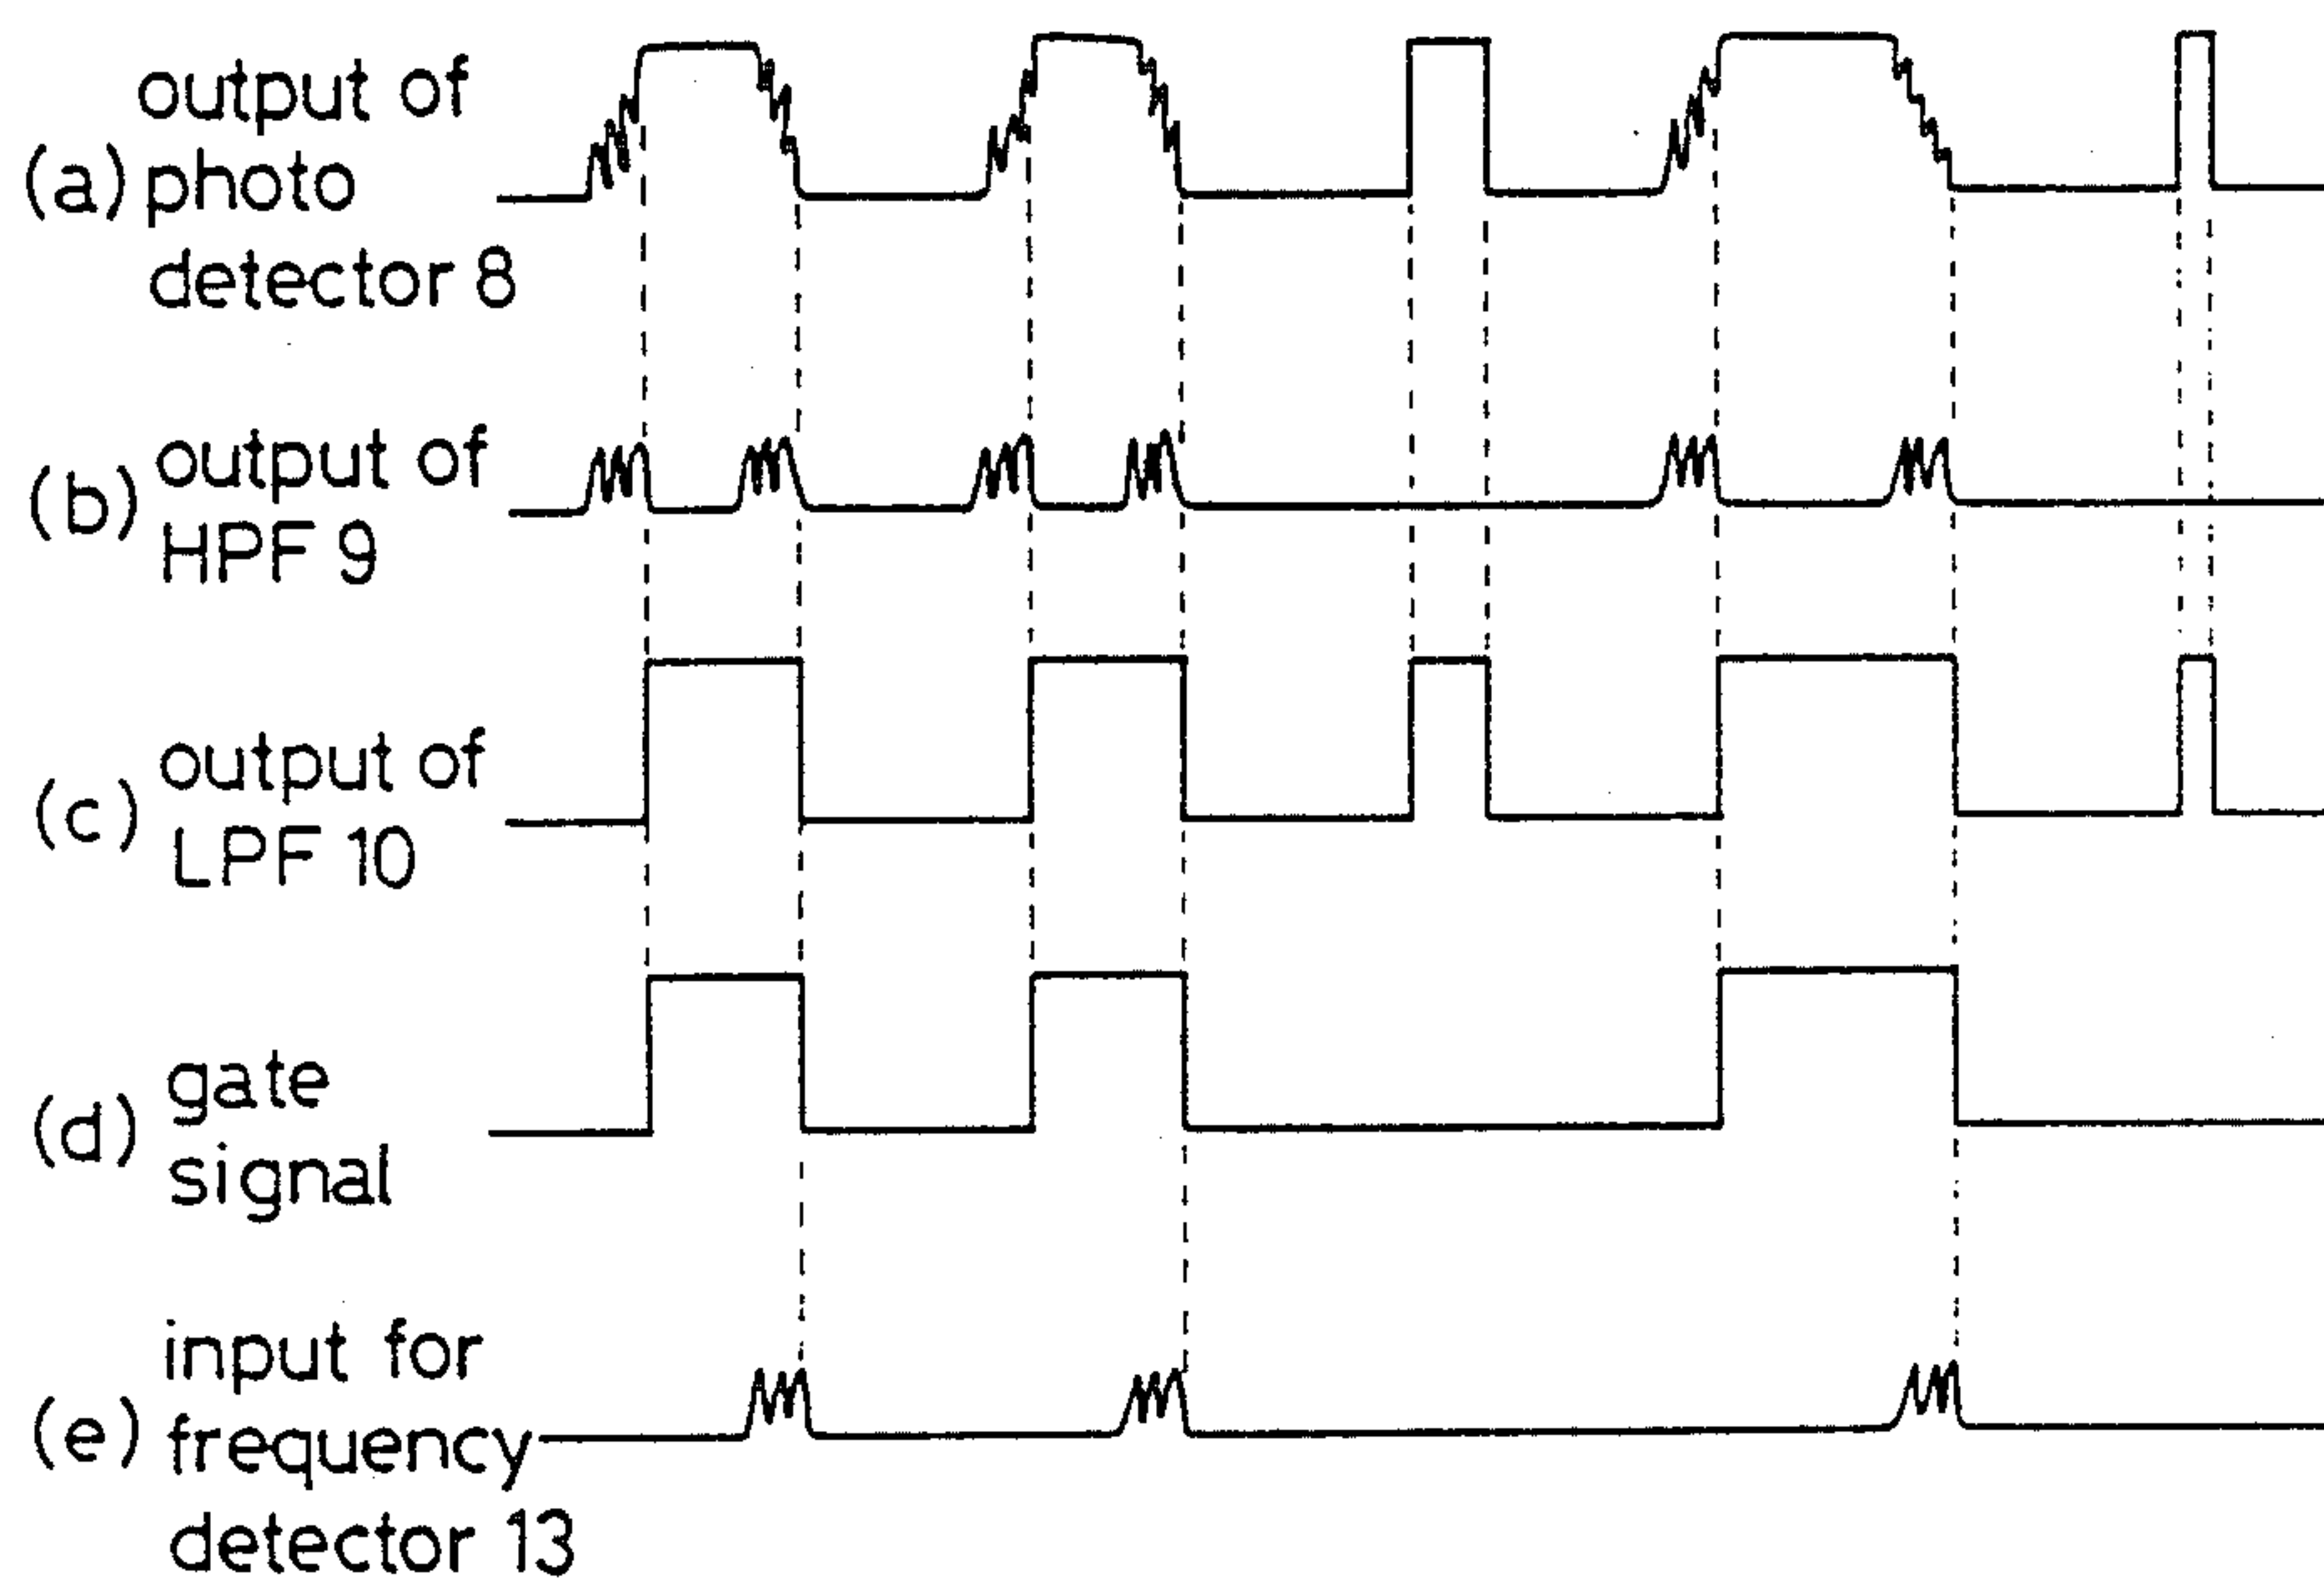 output of
(a) photo
detector 8
output of
(b)
HPF 9
output of
(c)
LPF 10
gate
(d)
signal
input for
(e) frequency
detector 13